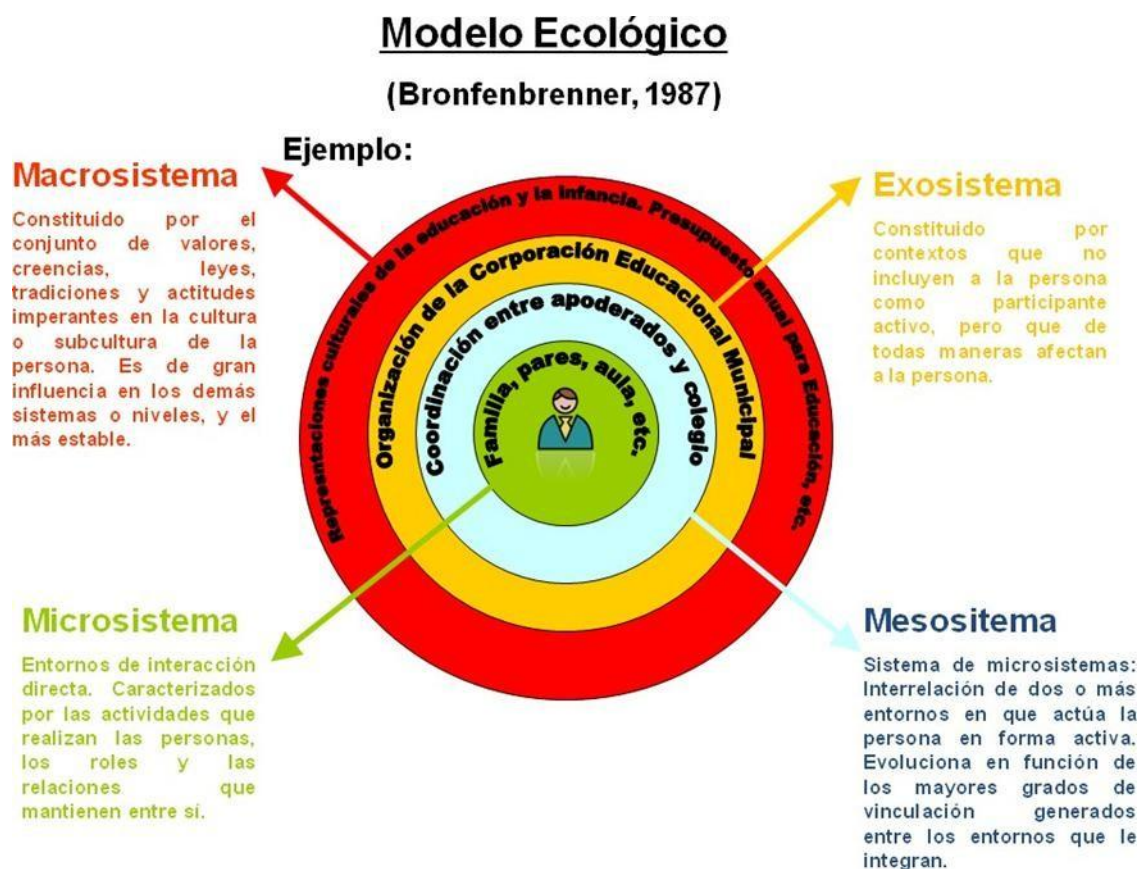 Modelo Ecológico
(Bronfenbrenner, 1987)
Ejemplo:
Macrosistema
Constituido por el
conjunto de valores,
creencias, leyes,
tradiciones y actitudes
imperantes en la cultura
o subcultura de la
persona. Es de gran
influencia en los demás
sistemas o niveles, y el
más estable.
Exosistema
Constituido por
contextos que no
incluyen a la persona
como participante
activo, pero que de
todas maneras afectan
a la persona.
Representaciones culturales de la educación y la infancia. Presupuesto anual para Educación, etc.
Organización de la Corporación Educacional Municipal
Coordinación entre apoderados y colegio
Familia, pares, aula, etc.
Microsistema
Entornos de interacción
directa. Caracterizados
por las actividades que
realizan las personas,
los roles y las
relaciones que
mantienen entre sí.
Mesositema
Sistema de microsistemas:
Interrelación de dos o más
entornos en que actúa la
persona en forma activa.
Evoluciona en función de
los mayores grados de
vinculación generados
entre los entornos que le
integran.